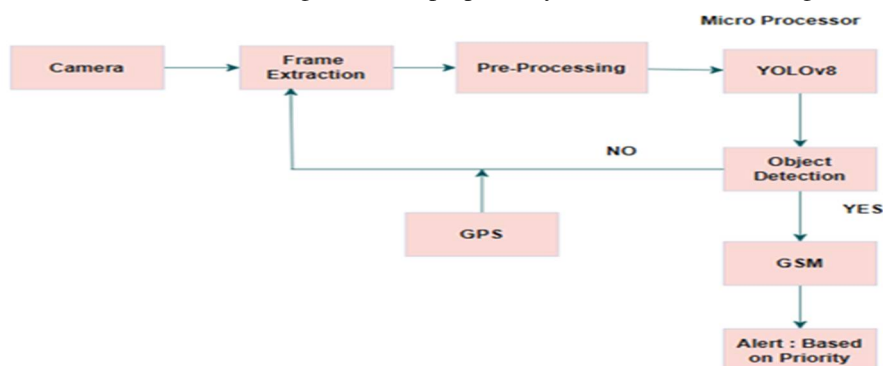 Micro Processor
Camera
Frame
Extraction
Pre-Processing
YOLOv8
NO
Object
Detection
YES
GPS
GSM
Alert : Based
on Priority